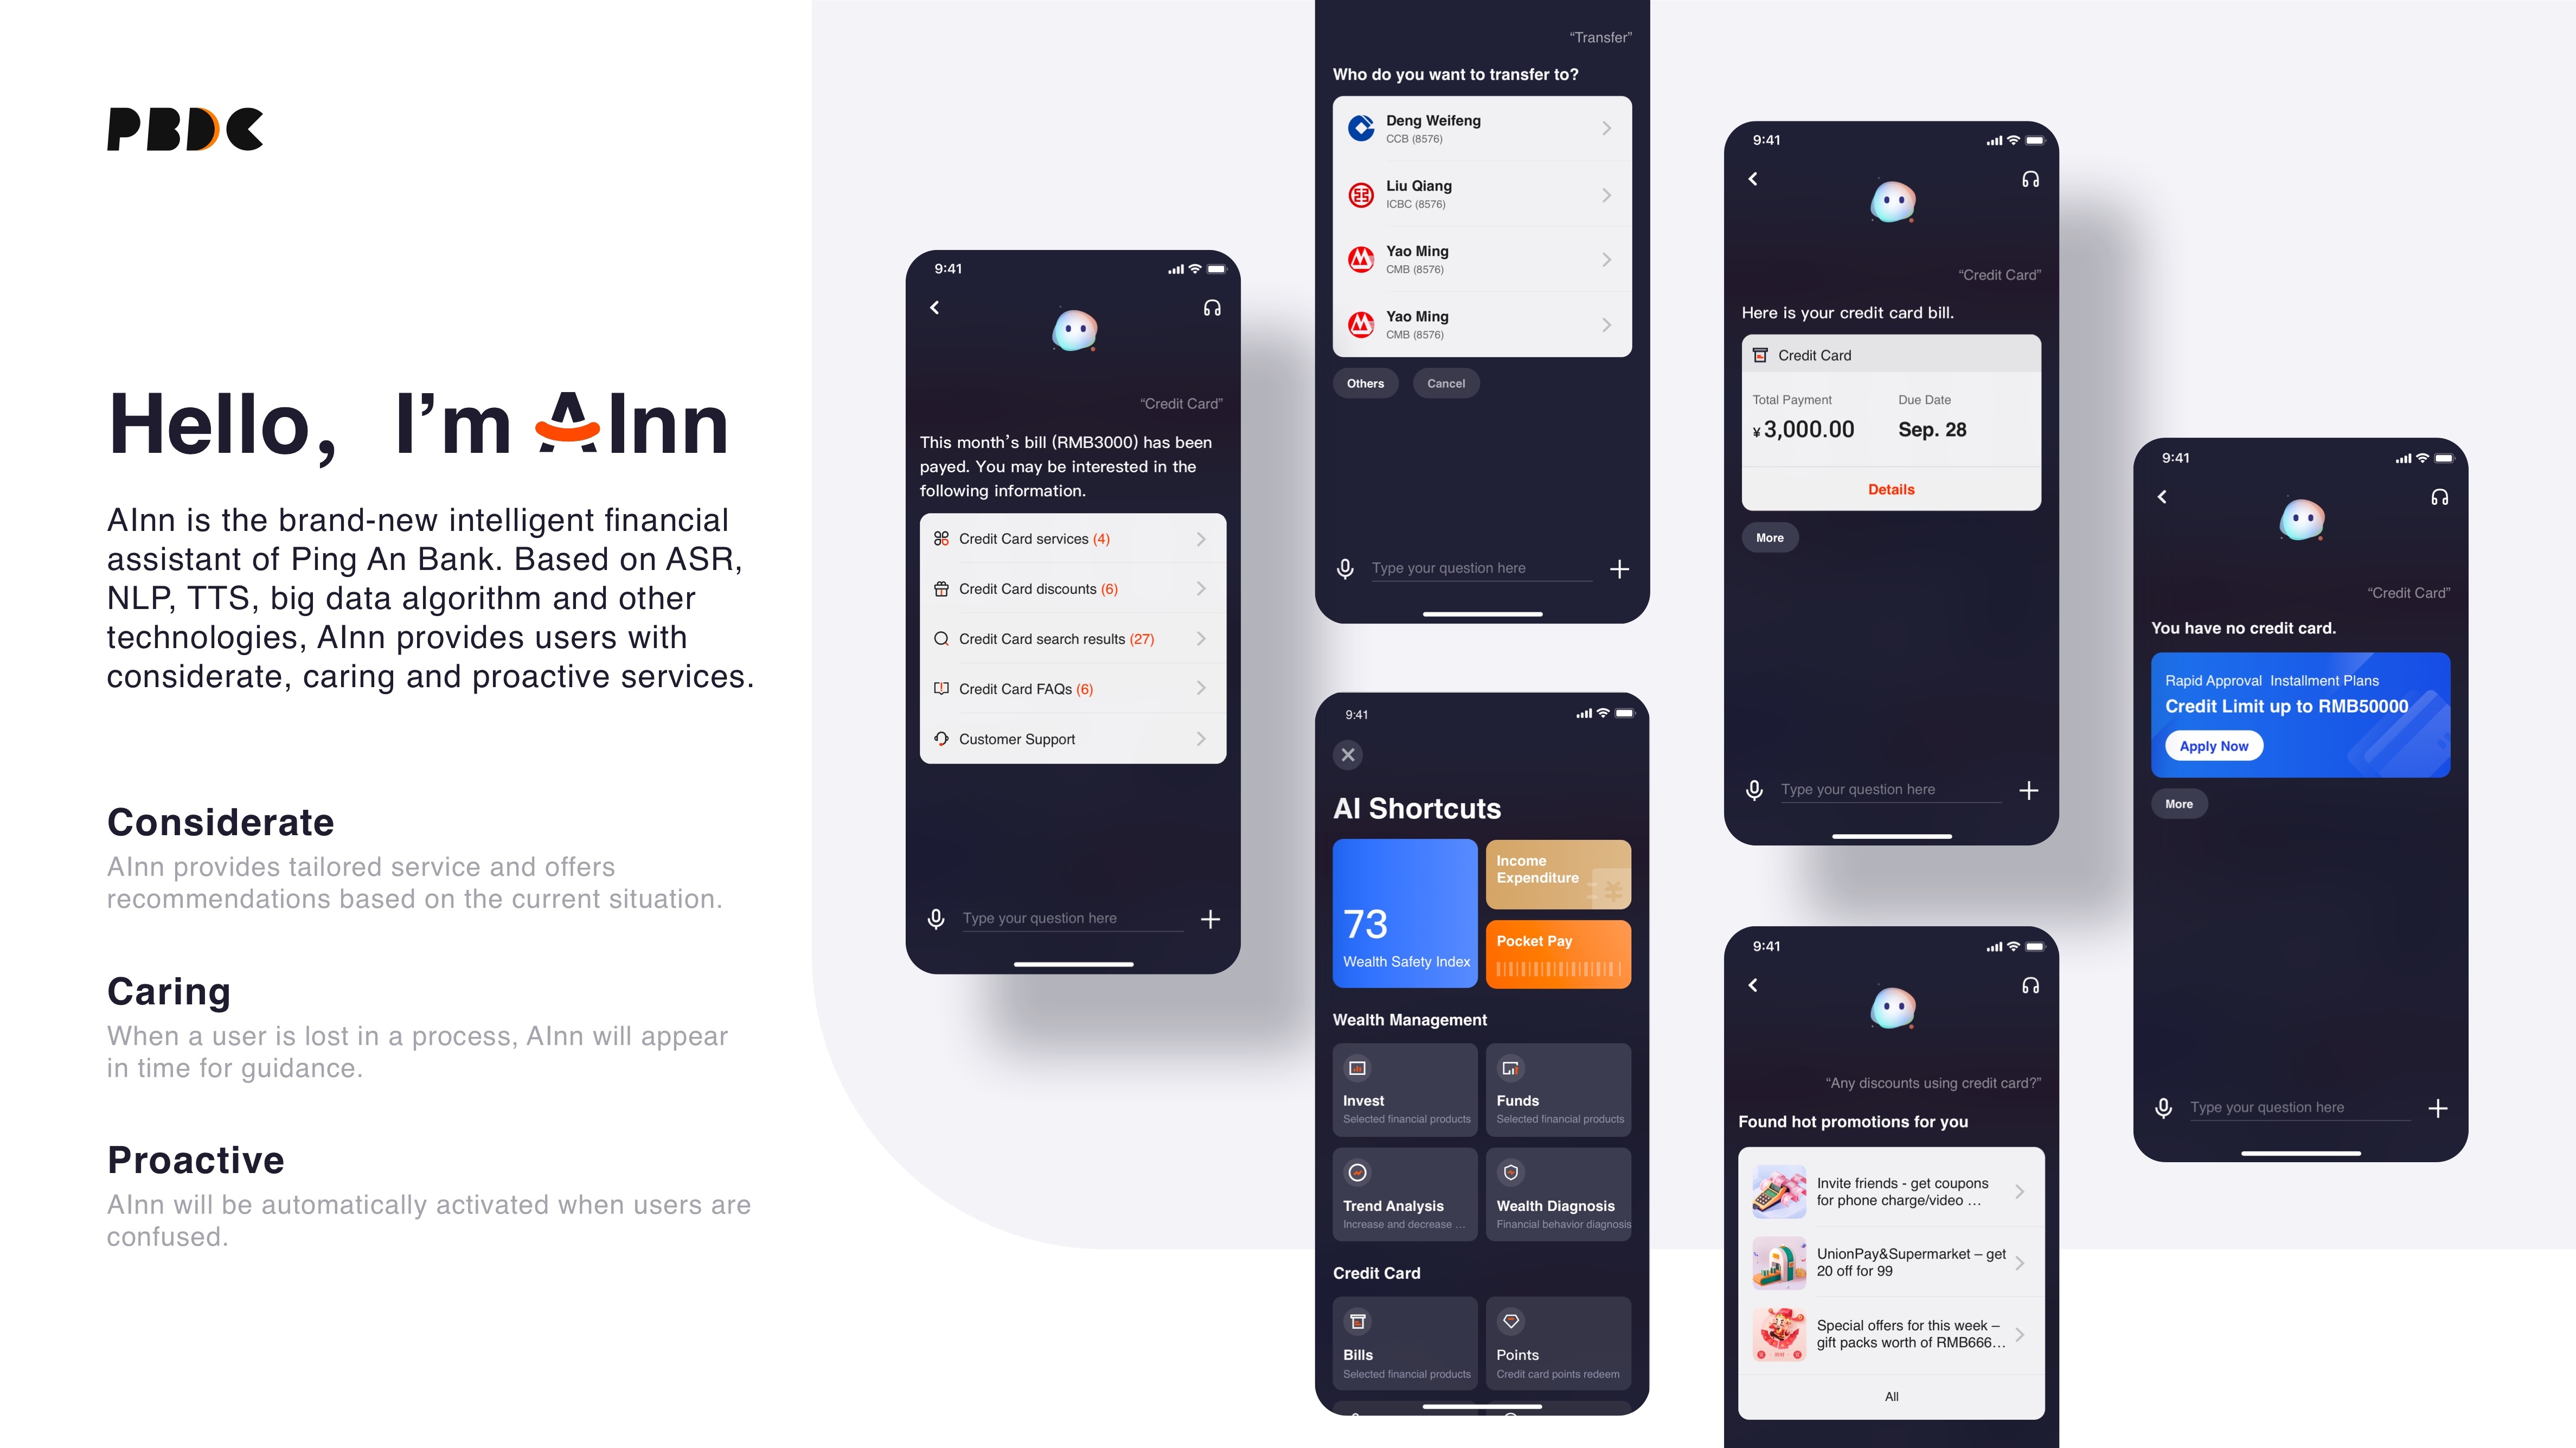 PBDC
Hello, I’m AInn
AInn is the brand-new intelligent financial
assistant of Ping An Bank. Based on ASR,
NLP, TTS, big data algorithm and other
technologies, AInn provides users with
considerate, caring and proactive services.
Considerate
AInn provides tailored service and offers
recommendations based on the current situation.
Caring
When a user is lost in a process, AInn will appear
in time for guidance.
Proactive
AInn will be automatically activated when users are
confused.
9:41
“Credit Card”
This month’s bill (RMB3000) has been
payed. You may be interested in the
following information.
Credit Card services (4)
Credit Card discounts (6)
Credit Card search results (27)
Credit Card FAQs (6)
Customer Support
Type your question here
“Transfer”
Who do you want to transfer to?
Deng Weifeng
CCB (8576)
Liu Qiang
ICBC (8576)
Yao Ming
CMB (8576)
Yao Ming
CMB (8576)
Others
Cancel
Type your question here
9:41
AI Shortcuts
73
Wealth Safety Index
Income
Expenditure
Pocket Pay
Wealth Management
Invest
Selected financial products
Funds
Selected financial products
Trend Analysis
Increase and decrease ...
Wealth Diagnosis
Financial behavior diagnosis
Credit Card
Bills
Selected financial products
Points
Credit card points redeem
9:41
“Credit Card”
Here is your credit card bill.
Credit Card
Total Payment
Due Date
¥ 3,000.00
Sep. 28
Details
More
Type your question here
9:41
“Any discounts using credit card?”
Found hot promotions for you
Invite friends - get coupons
for phone charge/video ...
UnionPay&Supermarket – get
20 off for 99
Special offers for this week –
gift packs worth of RMB666...
All
9:41
“Credit Card”
You have no credit card.
Rapid Approval Installment Plans
Credit Limit up to RMB50000
Apply Now
More
Type your question here